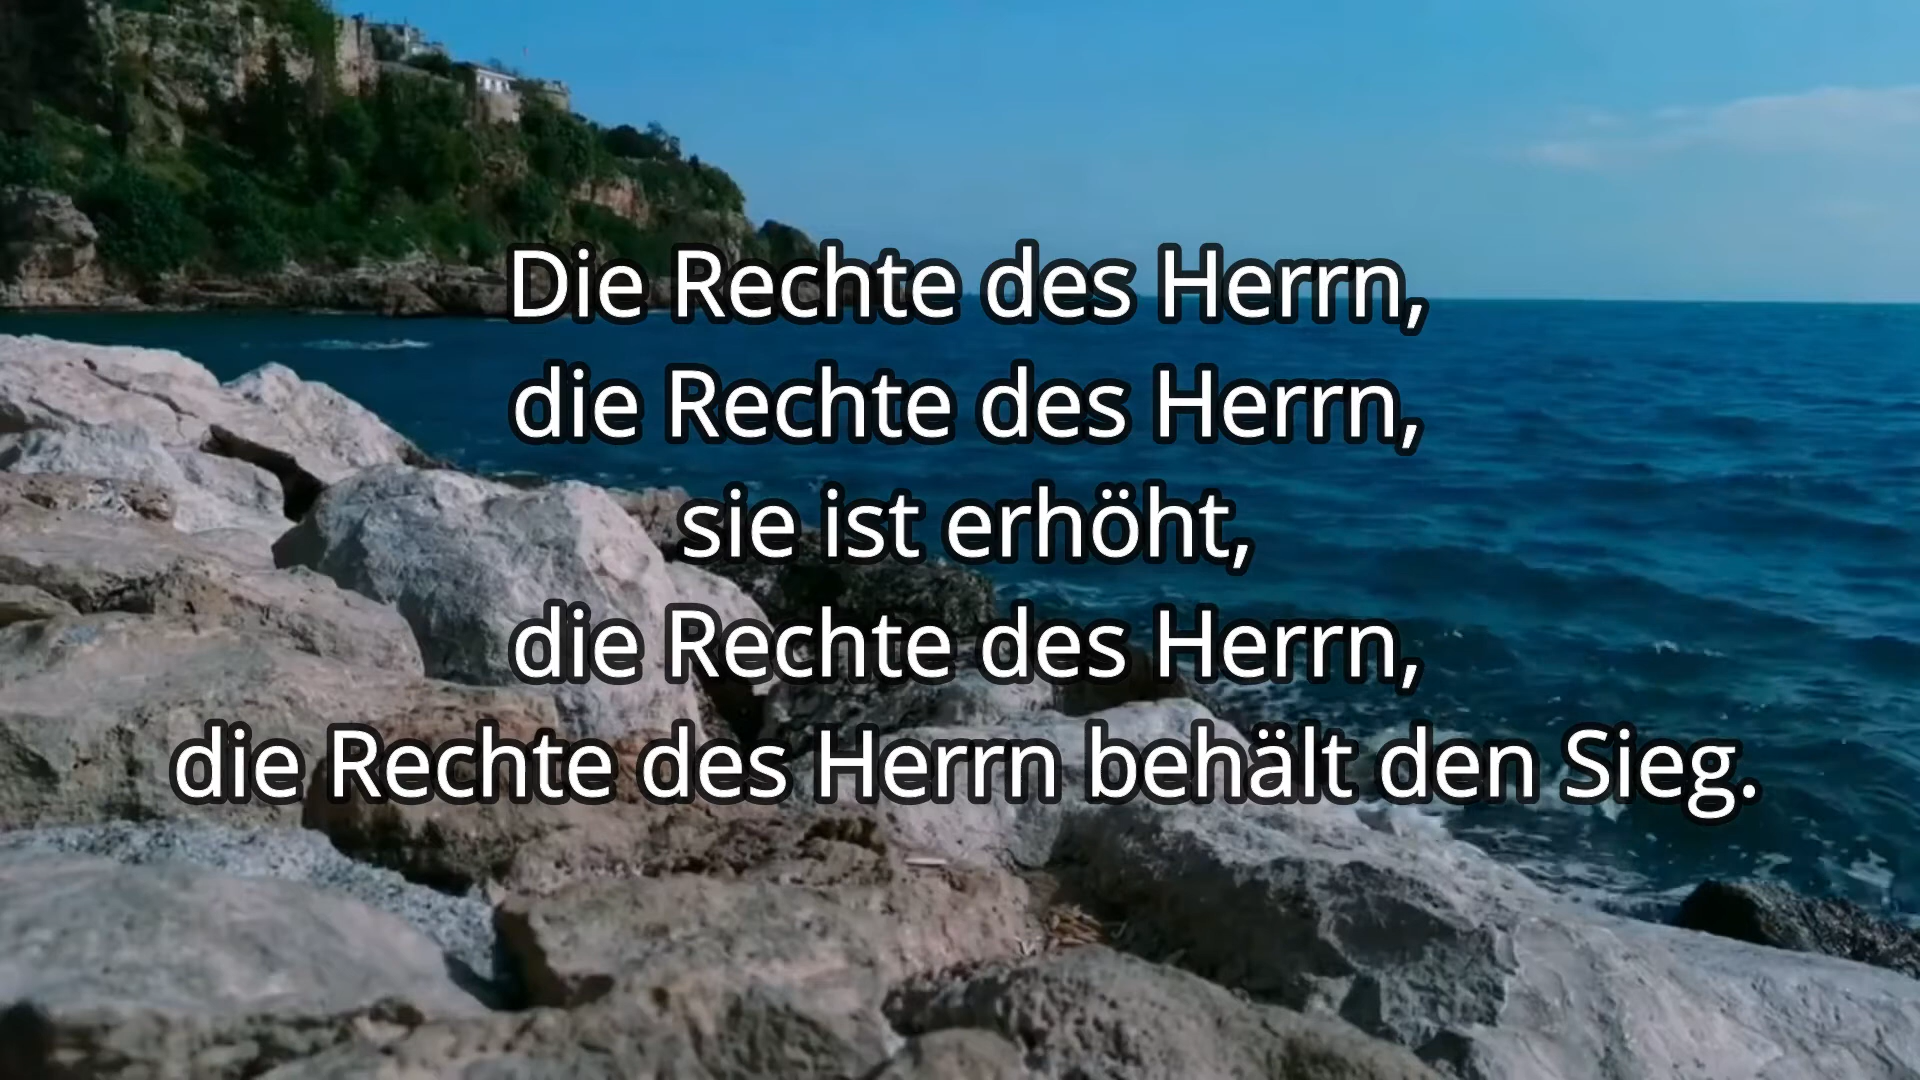 Die Rechte des Herrn,
die Rechte des Herrn,
sie ist erhöht,
die Rechte des Herrn,
die Rechte des Herrn behält den Sieg.